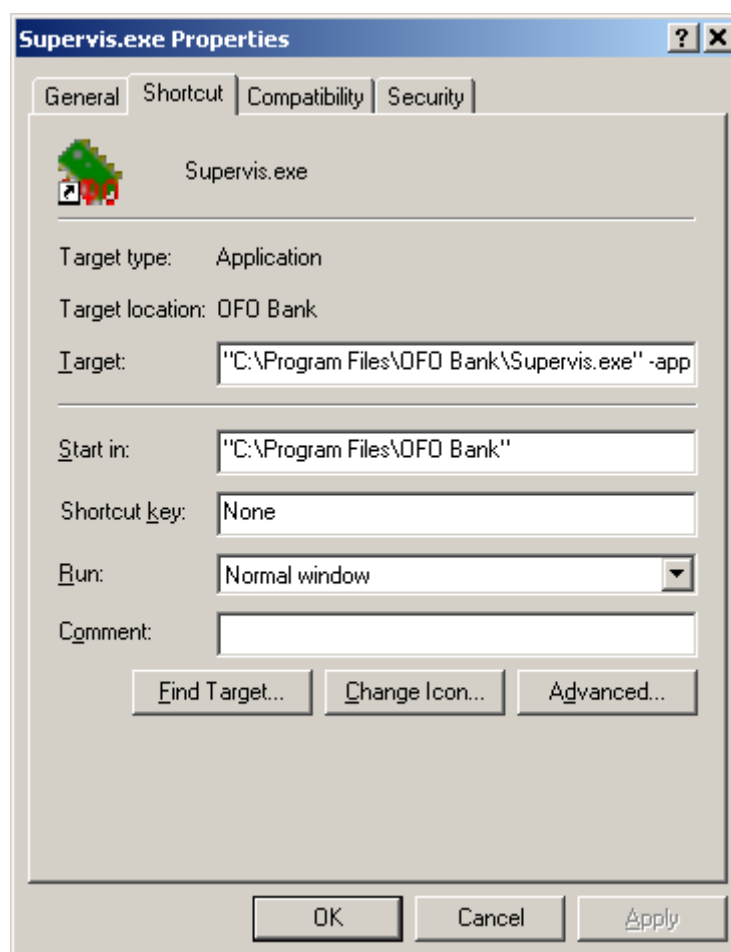 Supervis.exe Properties
General Shortcut Compatibility Security
Supervis.exe
Target type: Application
Target location: OFO Bank
Target: "C:\Program Files\OFO Bank\Supervis.exe" -app
Start in: "C:\Program Files\OFO Bank"
Shortcut key: None
Run: Normal window
Comment:
Find Target... Change Icon... Advanced...
OK Cancel Apply